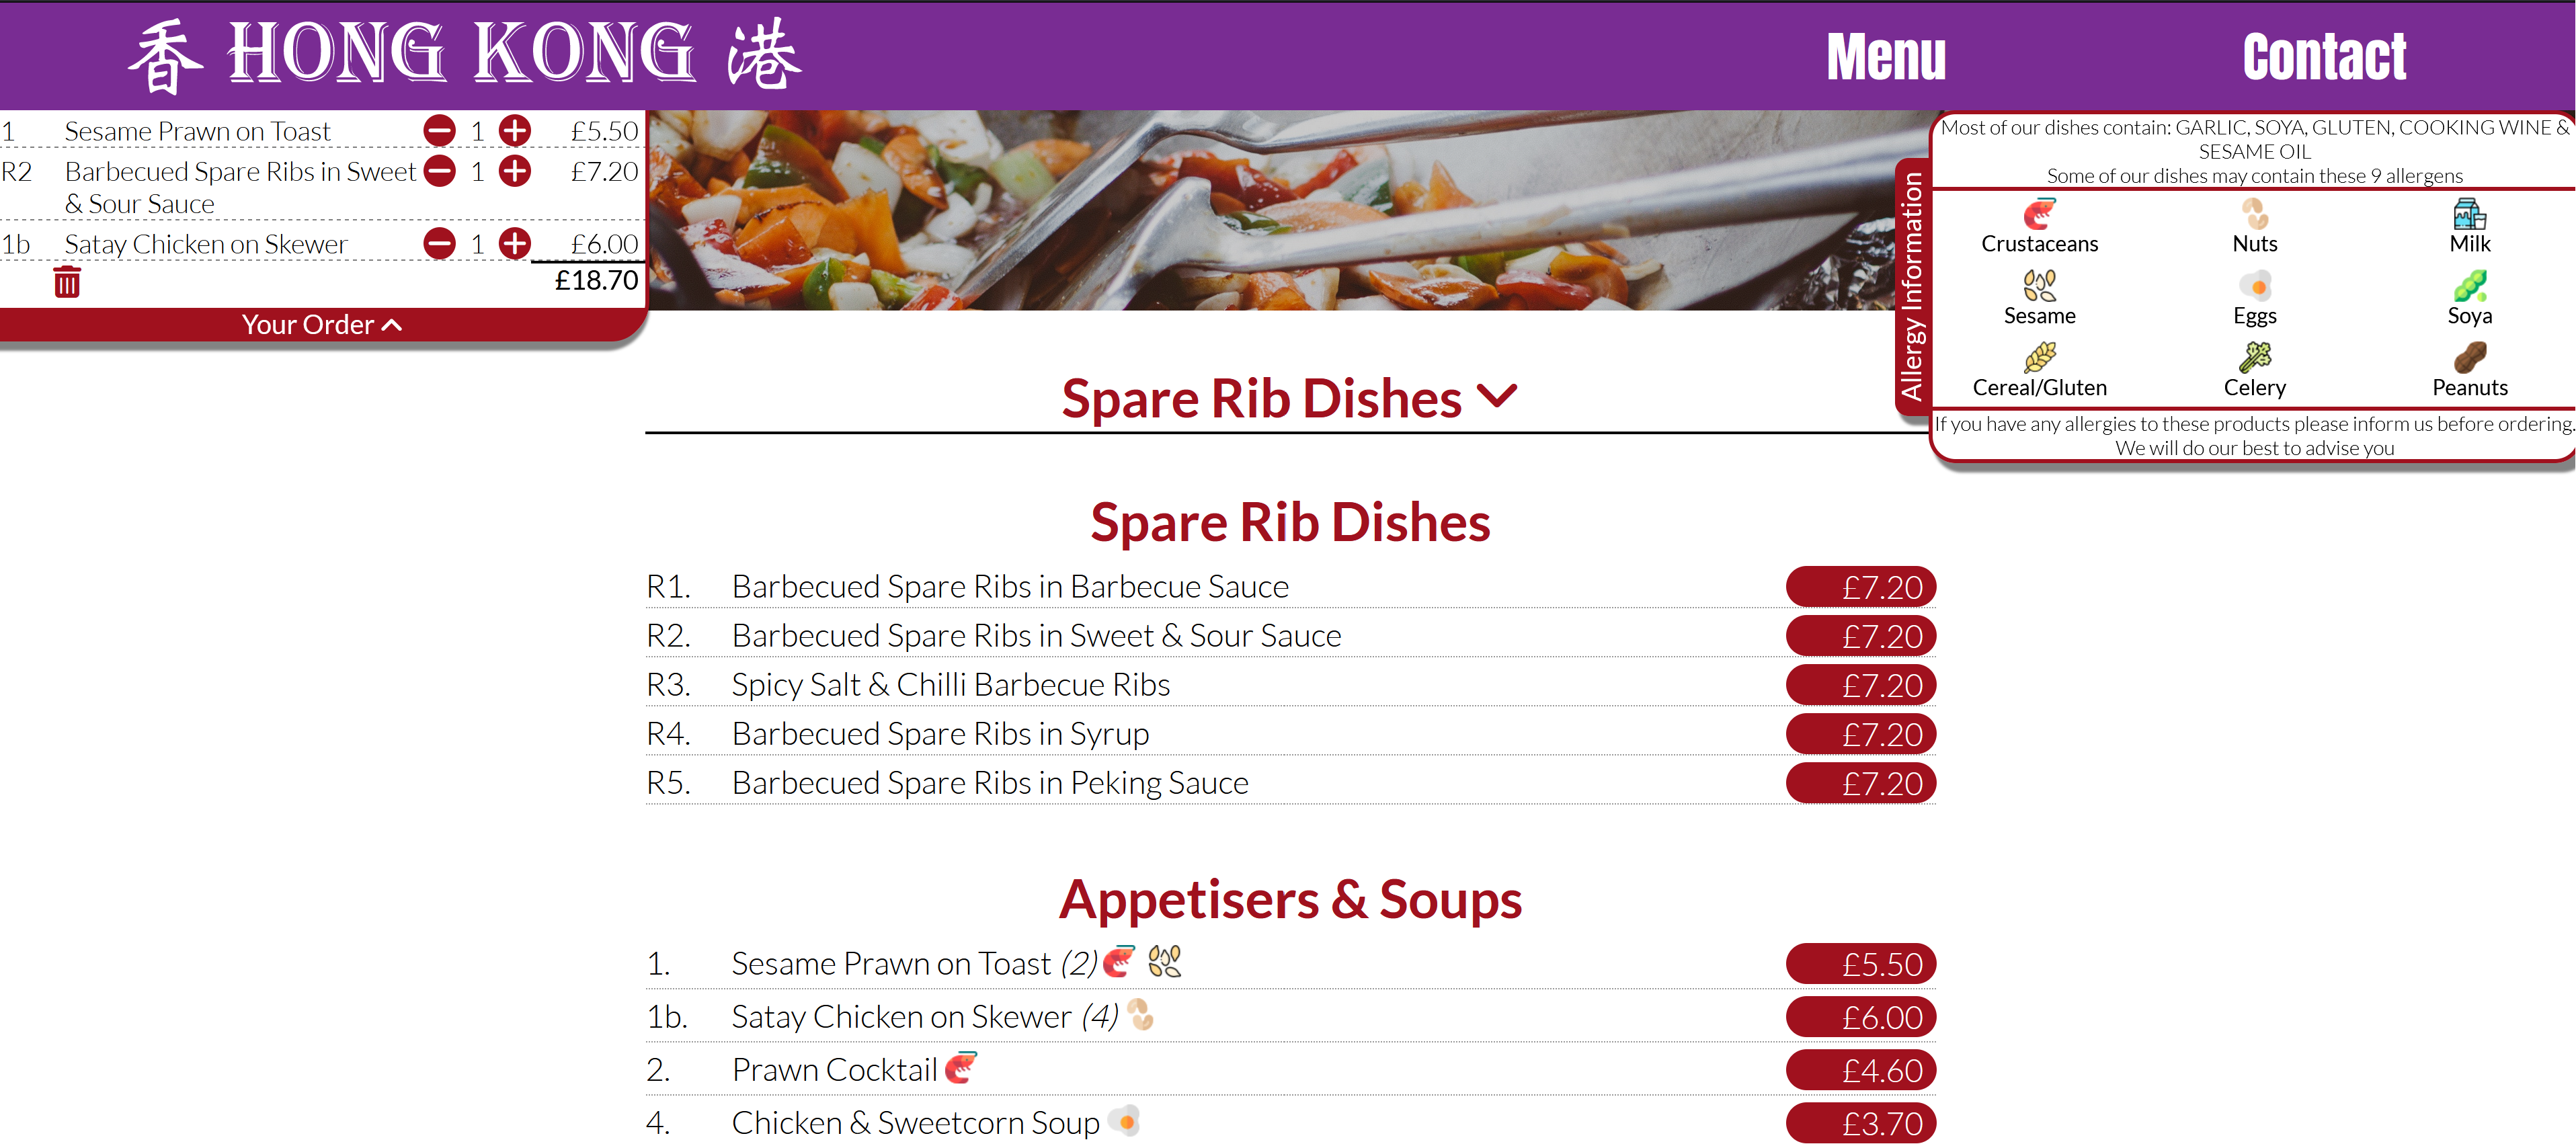 香 HONG KONG 港
Menu
Contact
1 Sesame Prawn on Toast 1 £5.50
R2 Barbecued Spare Ribs in Sweet 1 £7.20
& Sour Sauce
1b Satay Chicken on Skewer 1 £6.00
£18.70
Your Order
Allergy Information
Most of our dishes contain: GARLIC, SOYA, GLUTEN, COOKING WINE &
SESAME OIL
Some of our dishes may contain these 9 allergens
Crustaceans Nuts Milk
Sesame Eggs Soya
Cereal/Gluten Celery Peanuts
If you have any allergies to these products please inform us before ordering.
We will do our best to advise you
Spare Rib Dishes
Spare Rib Dishes
R1. Barbecued Spare Ribs in Barbecue Sauce £7.20
R2. Barbecued Spare Ribs in Sweet & Sour Sauce £7.20
R3. Spicy Salt & Chilli Barbecue Ribs £7.20
R4. Barbecued Spare Ribs in Syrup £7.20
R5. Barbecued Spare Ribs in Peking Sauce £7.20
Appetisers & Soups
1. Sesame Prawn on Toast (2) £5.50
1b. Satay Chicken on Skewer (4) £6.00
2. Prawn Cocktail £4.60
4. Chicken & Sweetcorn Soup £3.70